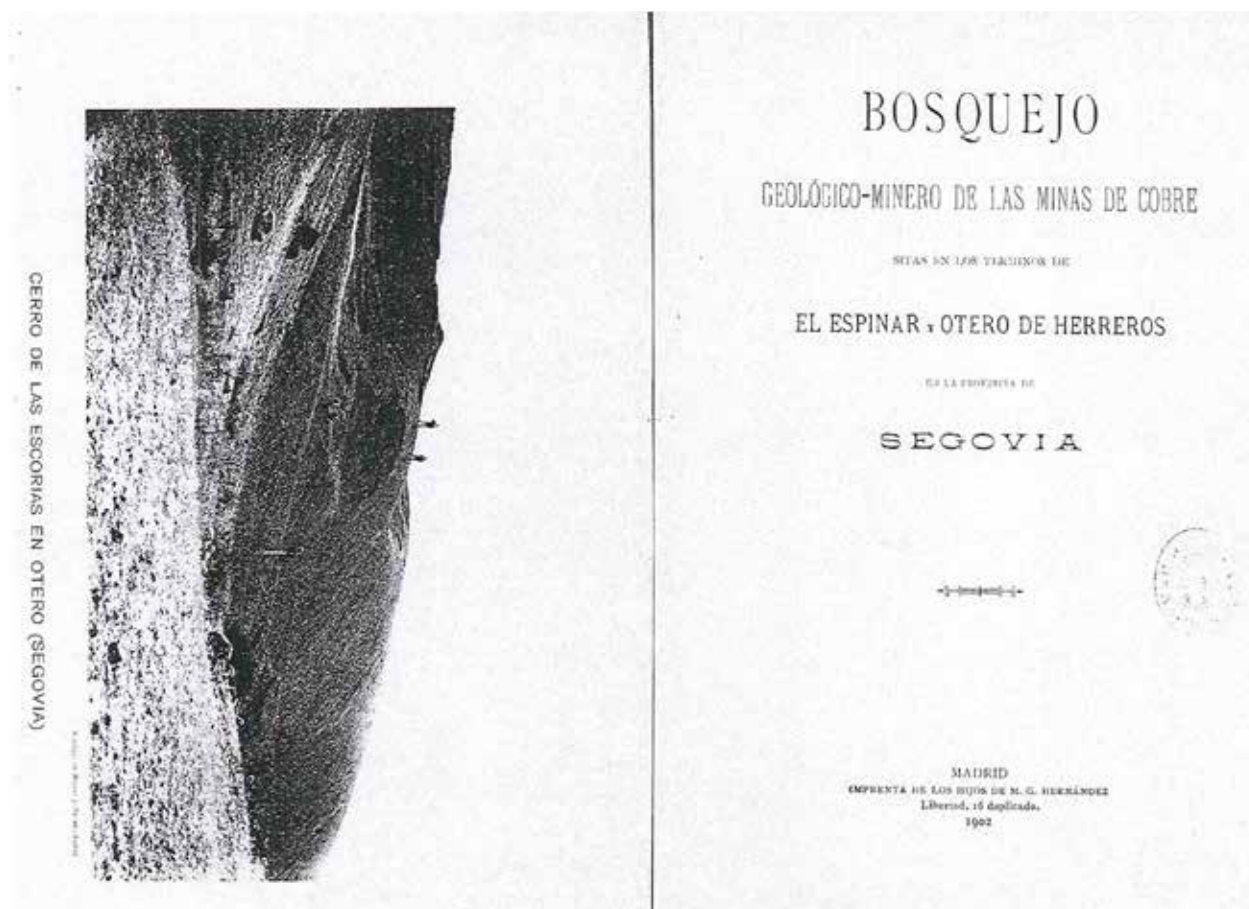 CERRO DE LAS ESCORIAS EN OTERO (SEGOVIA)
BOSQUEJO
GEOLÓGICO-MINERO DE LAS MINAS DE COBRE
SITAS EN LOS TERMINOS DE
EL ESPINAR Y OTERO DE HERREROS
EN LA PROVINCIA DE
SEGOVIA
MADRID
IMPRENTA DE LOS HIJOS DE M. G. HERNÁNDEZ
Libertad, 16 duplicado.
1902